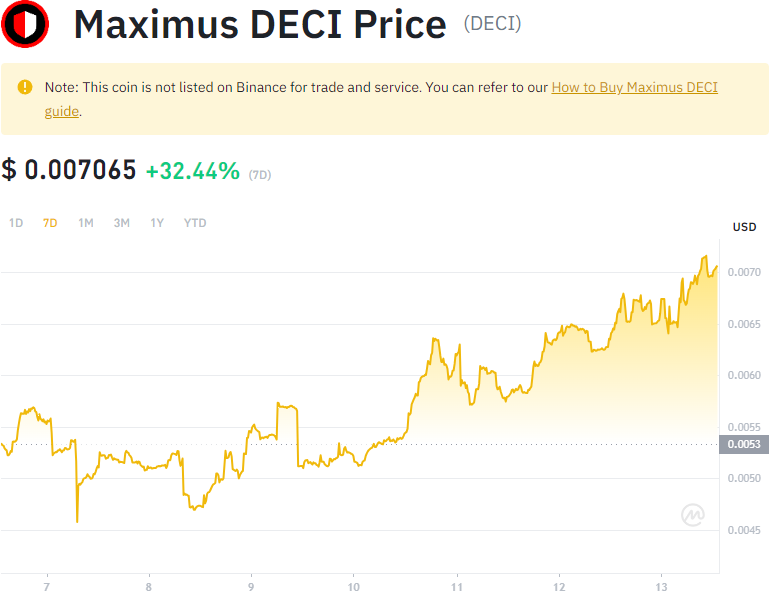 Maximus DECI Price (DECI)
Note: This coin is not listed on Binance for trade and service. You can refer to our How to Buy Maximus DECI
guide.
$ 0.007065 +32.44% (7D)
1D 7D 1M 3M 1Y YTD
USD
0.0070
0.0065
0.0060
0.0055
0.0053
0.0050
0.0045
7 8 9 10 11 12 13